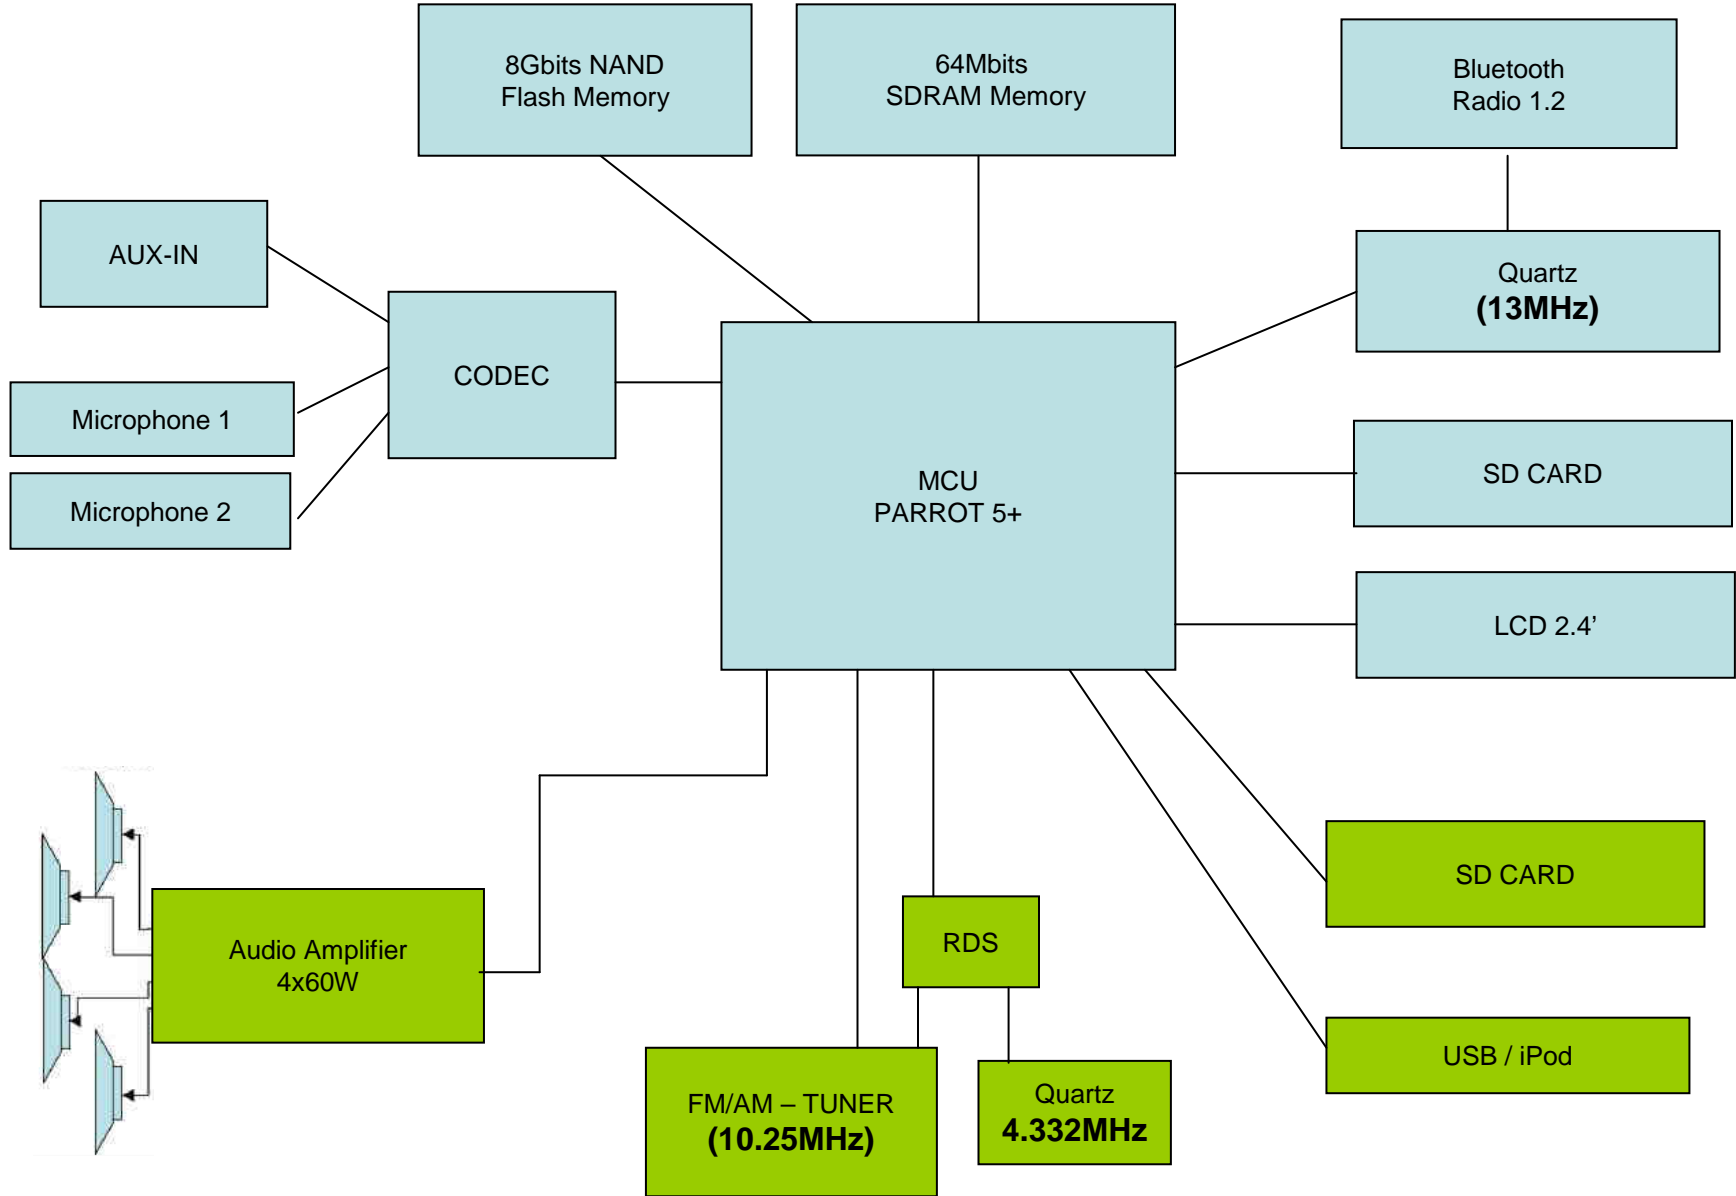 8Gbits NAND
Flash Memory
64Mbits
SDRAM Memory
Bluetooth
Radio 1.2
AUX-IN
Quartz
(13MHz)
CODEC
Microphone 1
Microphone 2
MCU
PARROT 5+
SD CARD
LCD 2.4’
SD CARD
Audio Amplifier
4x60W
RDS
USB / iPod
FM/AM – TUNER
(10.25MHz)
Quartz
4.332MHz